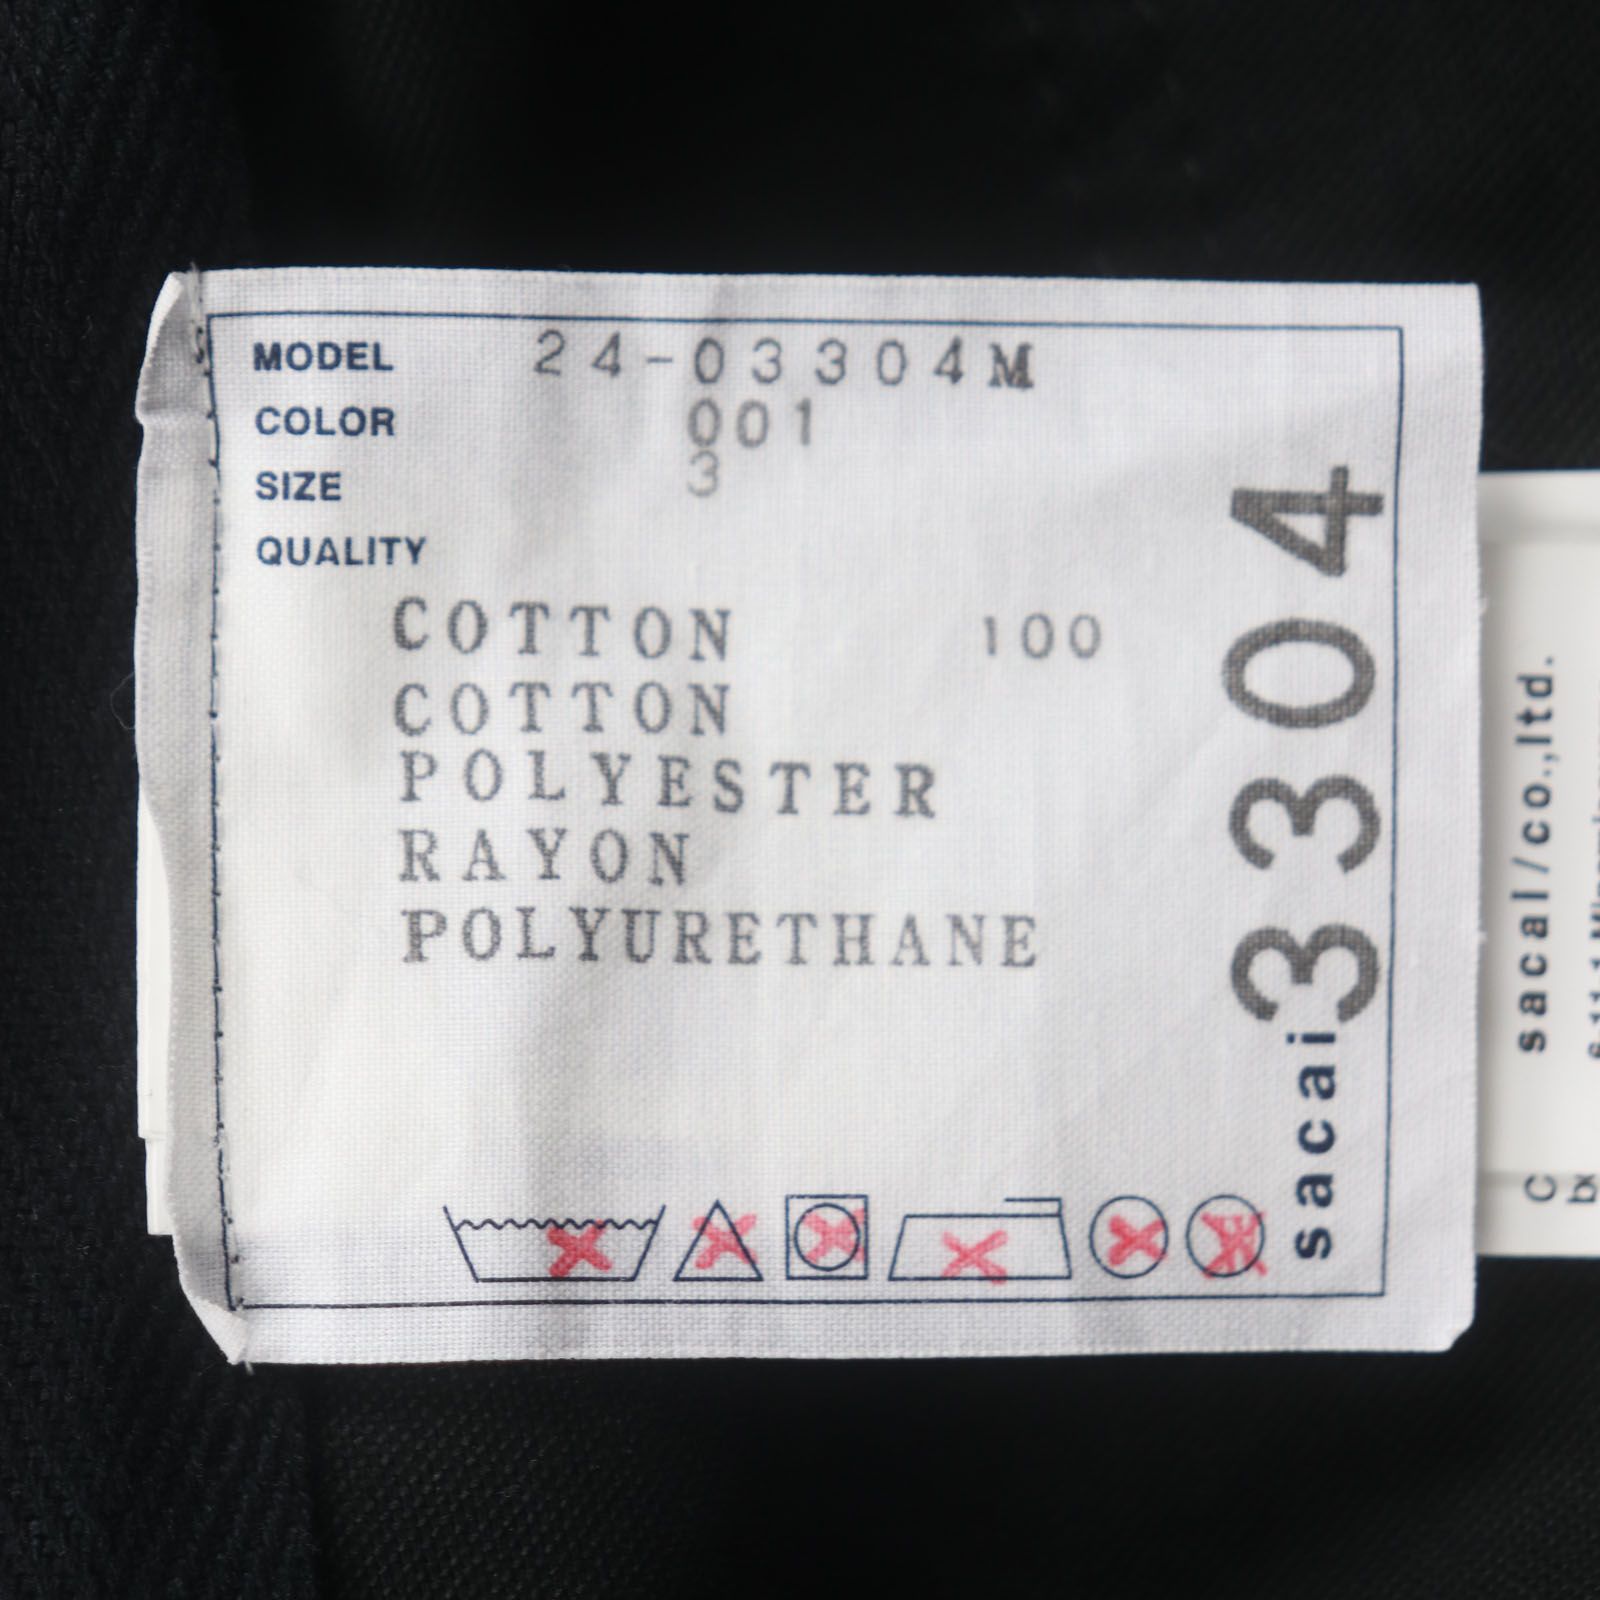 MODEL 24-03304M
COLOR 001
SIZE 3
QUALITY
COTTON 100
COTTON
POLYESTER
RAYON
POLYURETHANE
sacai 3304
sacai/co.,ltd.